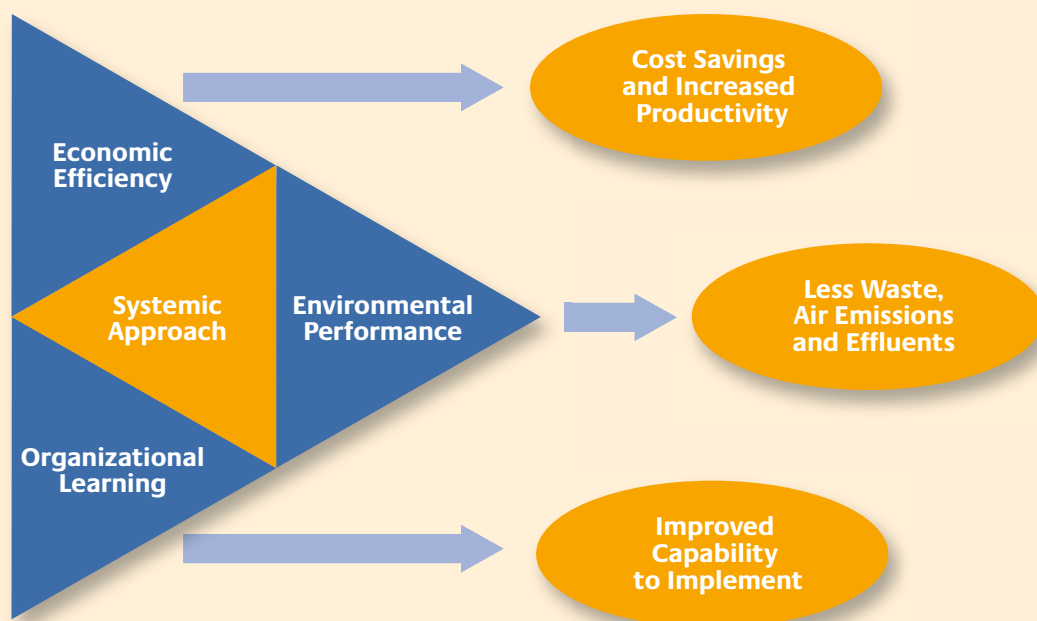 Economic
Efficiency
Systemic
Approach
Environmental
Performance
Organizational
Learning
Cost Savings
and Increased
Productivity
Less Waste,
Air Emissions
and Effluents
Improved
Capability
to Implement